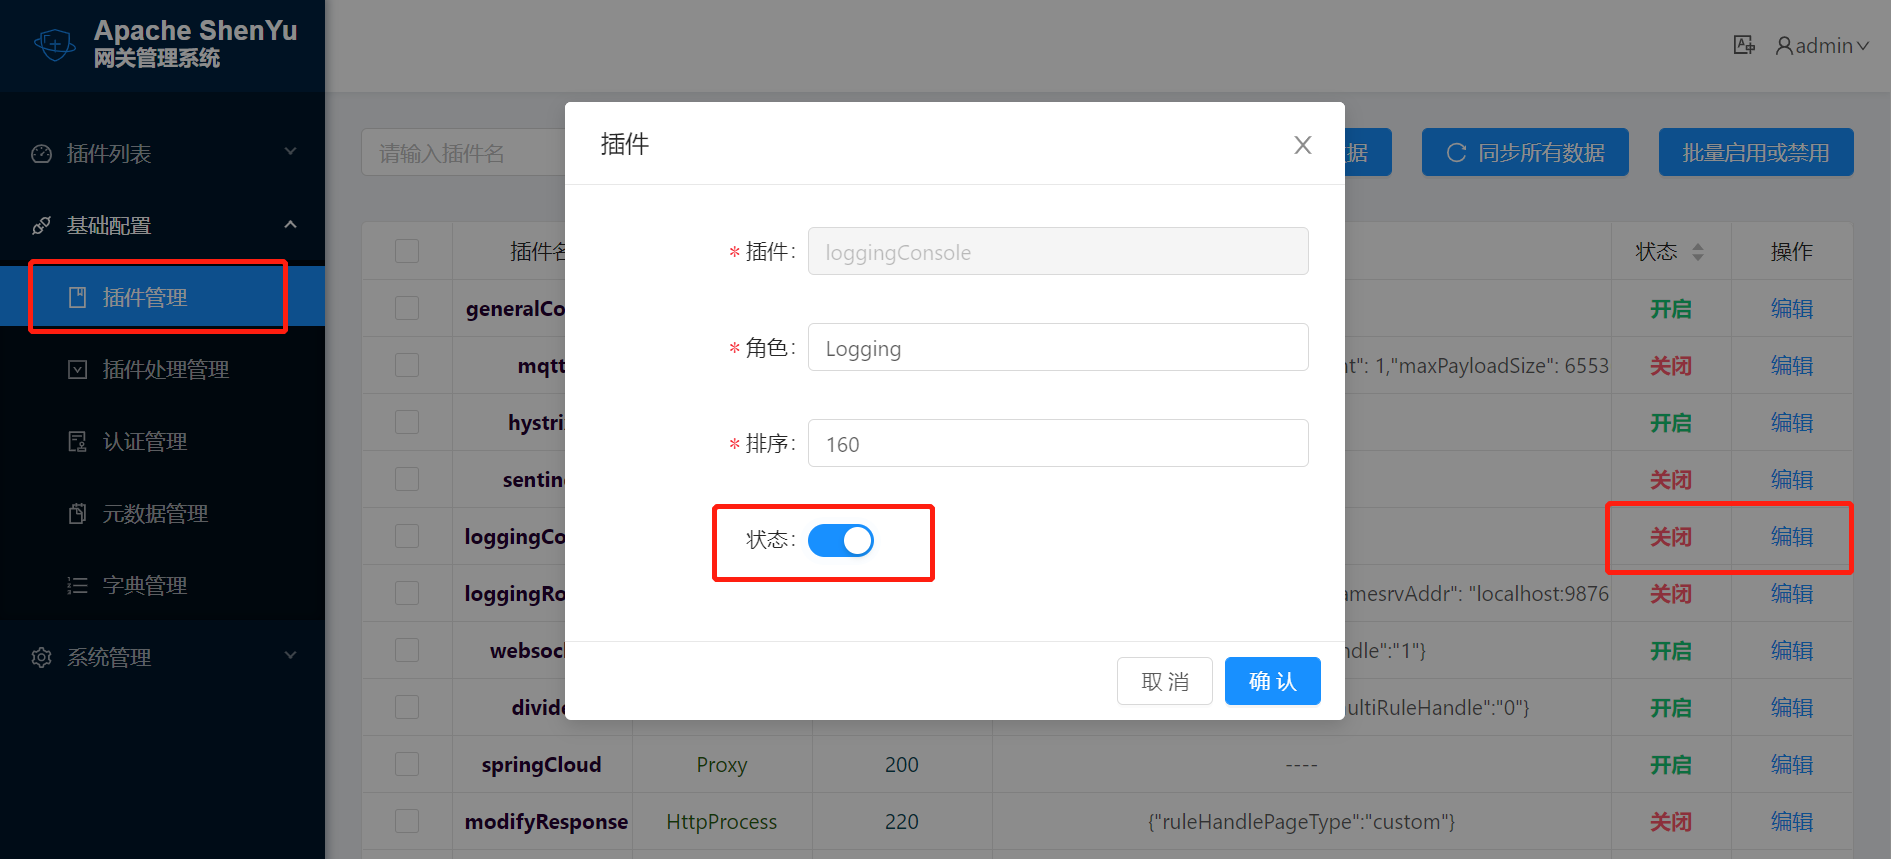 Apache ShenYu
网关管理系统
admin
插件列表
基础配置
插件管理
插件处理管理
认证管理
元数据管理
字典管理
系统管理
请输入插件名
据
同步所有数据
批量启用或禁用
插件
插件:
loggingConsole
角色:
Logging
排序:
160
状态:
取 消
确 认
插件名 状态 操作
generalCo 开启 编辑
mqtt nt": 1,"maxPayloadSize": 6553 关闭 编辑
hystri 开启 编辑
sentin 关闭 编辑
loggingCo 关闭 编辑
loggingRo amesrvAddr": "localhost:9876 关闭 编辑
websoc ndle":"1"} 开启 编辑
divide ultiRuleHandle":"0"} 开启 编辑
springCloud Proxy 200 ---- 开启 编辑
modifyResponse HttpProcess 220 {"ruleHandlePageType":"custom"} 关闭 编辑